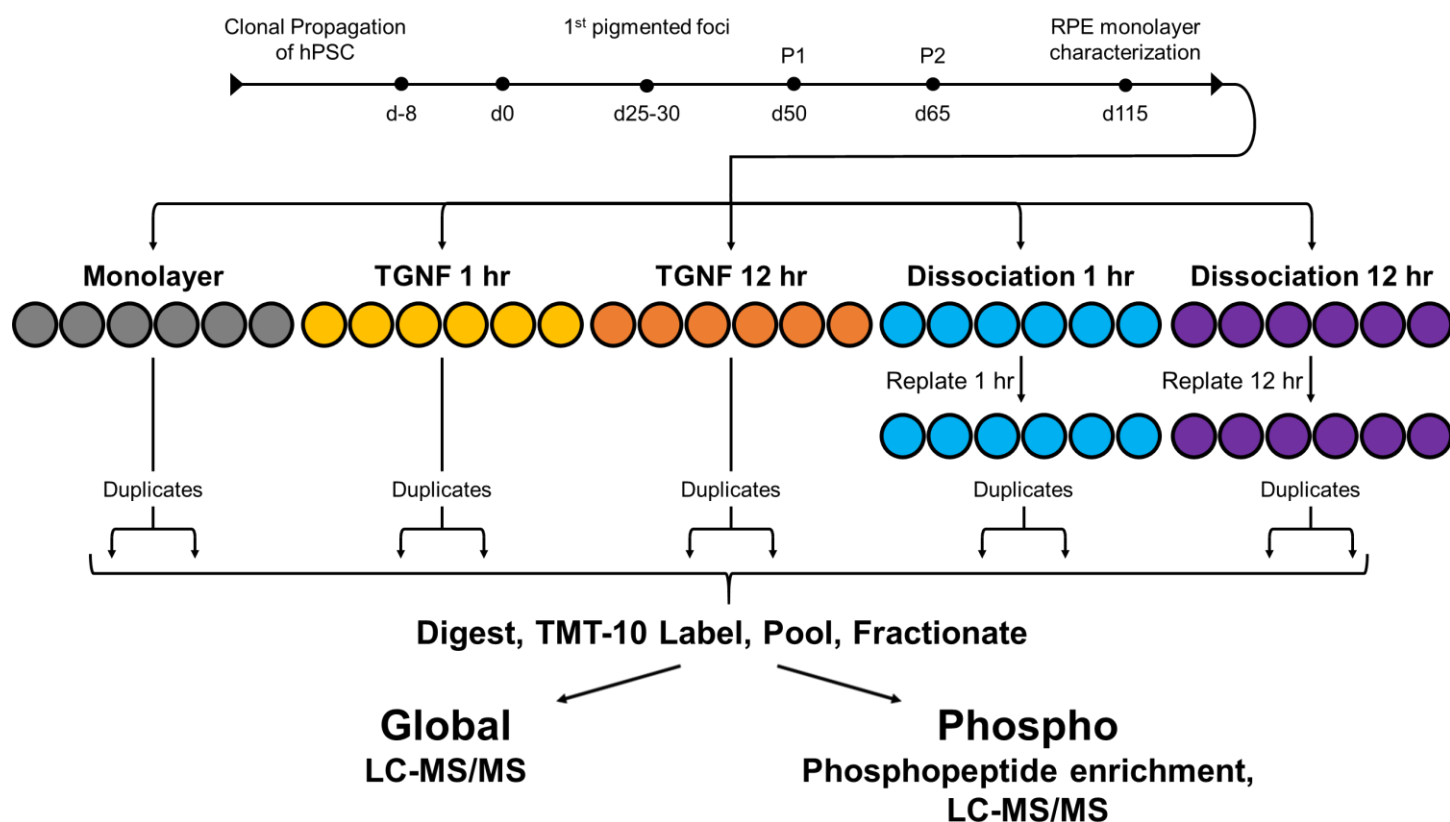 Clonal Propagation
of hPSC
1st pigmented foci
P1
P2
RPE monolayer
characterization
d-8
d0
d25-30
d50
d65
d115
Monolayer
TGNF 1 hr
TGNF 12 hr
Dissociation 1 hr
Dissociation 12 hr
Replate 1 hr
Replate 12 hr
Duplicates
Duplicates
Duplicates
Duplicates
Duplicates
Digest, TMT-10 Label, Pool, Fractionate
Global
LC-MS/MS
Phospho
Phosphopeptide enrichment,
LC-MS/MS